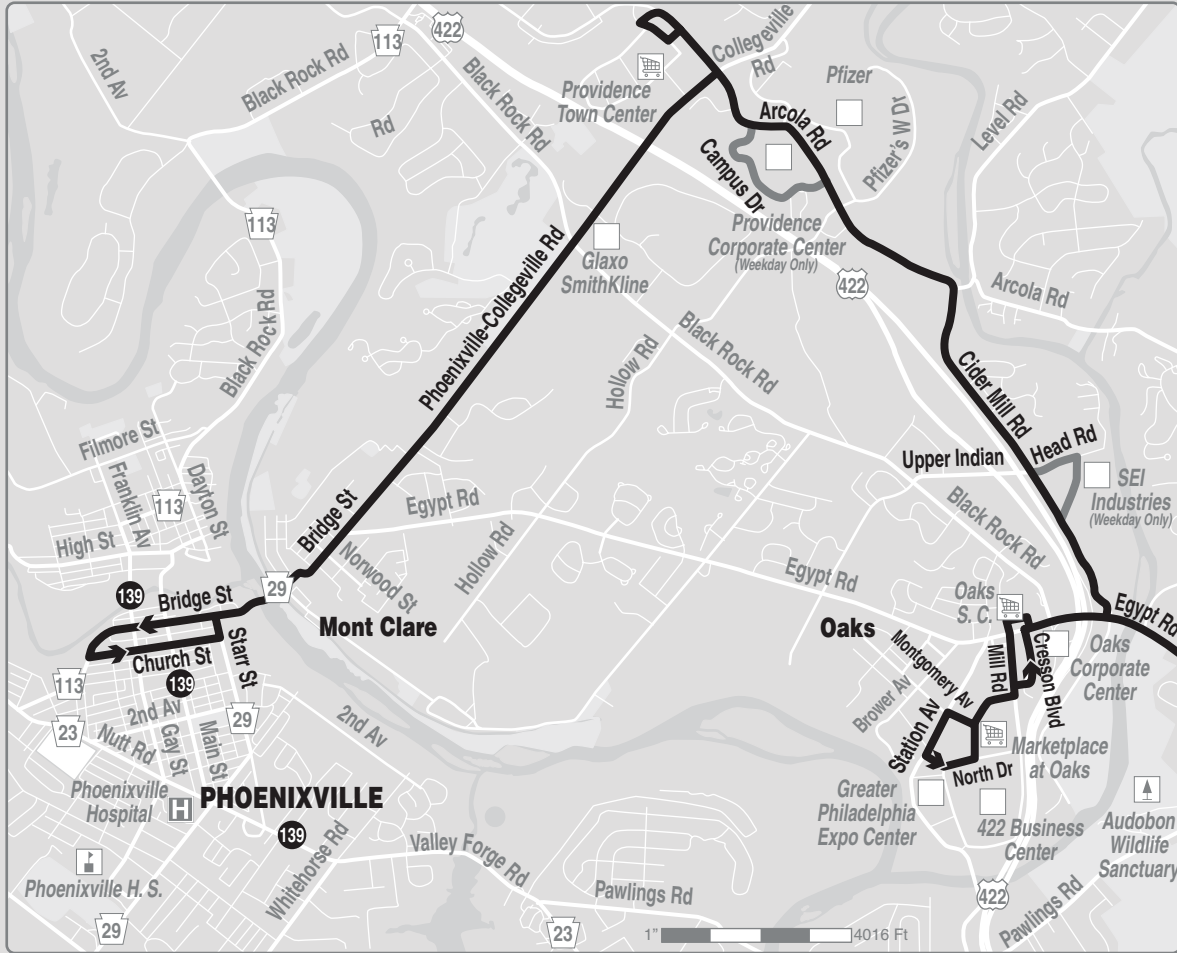 422
113
2nd Av
Black Rock Rd
Rd
Black Rock Rd
Providence
Town Center
Collegeville
Rd
Pfizer
Arcola Rd
Pfizer's W Dr
Level Rd
Campus Dr
113
Providence
Corporate Center
(Weekday Only)
Glaxo
SmithKline
422
Arcola Rd
Phoenixville-Collegeville Rd
Black Rock Rd
Hollow Rd
Black Rock Rd
Cider Mill Rd
Filmore St
Franklin Av
Dayton St
113
High St
Upper Indian
Head Rd
SEI
Industries
(Weekday Only)
Bridge St
Egypt Rd
Black Rock Rd
Norwood St
Hollow Rd
Egypt Rd
29
139
Bridge St
Mont Clare
Oaks
S. C.
Egypt Rd
Oaks
Church St
Starr St
139
Montgomery Av
Mill Rd
Cresson Blvd
Oaks
Corporate
Center
113
2nd Av
29
23
Nutt Rd
Gay St
Main St
2nd Av
Brower Av
Station Av
North Dr
Marketplace
at Oaks
Phoenixville
Hospital
H
PHOENIXVILLE
Greater
Philadelphia
Expo Center
422 Business
Center
Audobon
Wildlife
Sanctuary
139
Whitehorse Rd
Valley Forge Rd
Phoenixville H. S.
Pawlings Rd
422
Pawlings Rd
29
23
1" 4016 Ft